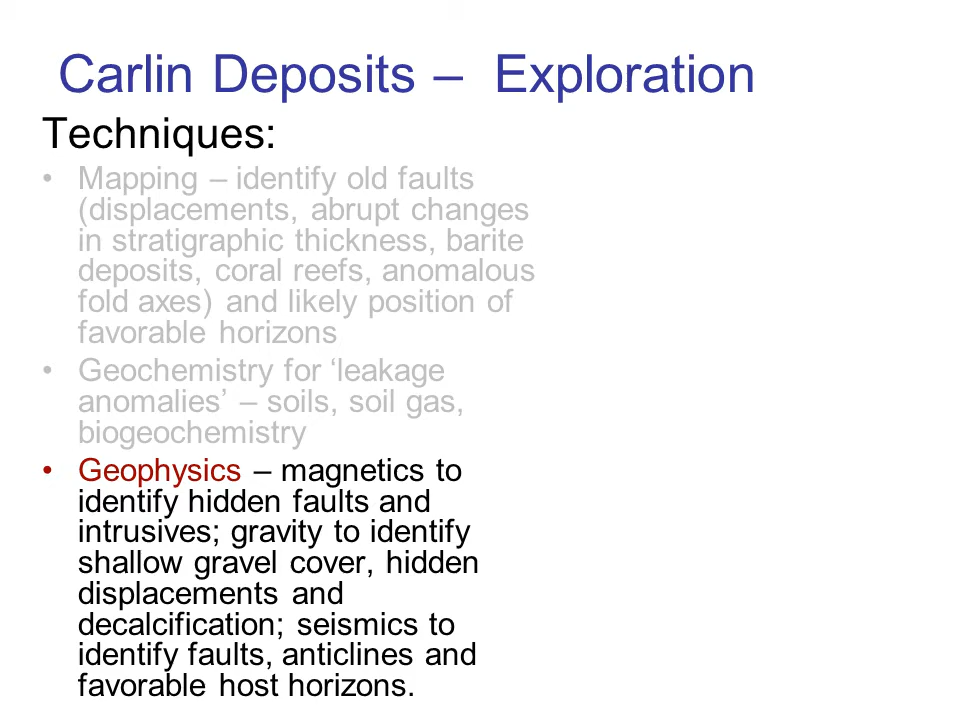 Carlin Deposits –  Exploration
Techniques:
• Mapping – identify old faults
(displacements, abrupt changes
in stratigraphic thickness, barite
deposits, coral reefs, anomalous
fold axes) and likely position of
favorable horizons
• Geochemistry for ‘leakage
anomalies’ – soils, soil gas,
biogeochemistry
• Geophysics – magnetics to
identify hidden faults and
intrusives; gravity to identify
shallow gravel cover, hidden
displacements and
decalcification; seismics to
identify faults, anticlines and
favorable host horizons.